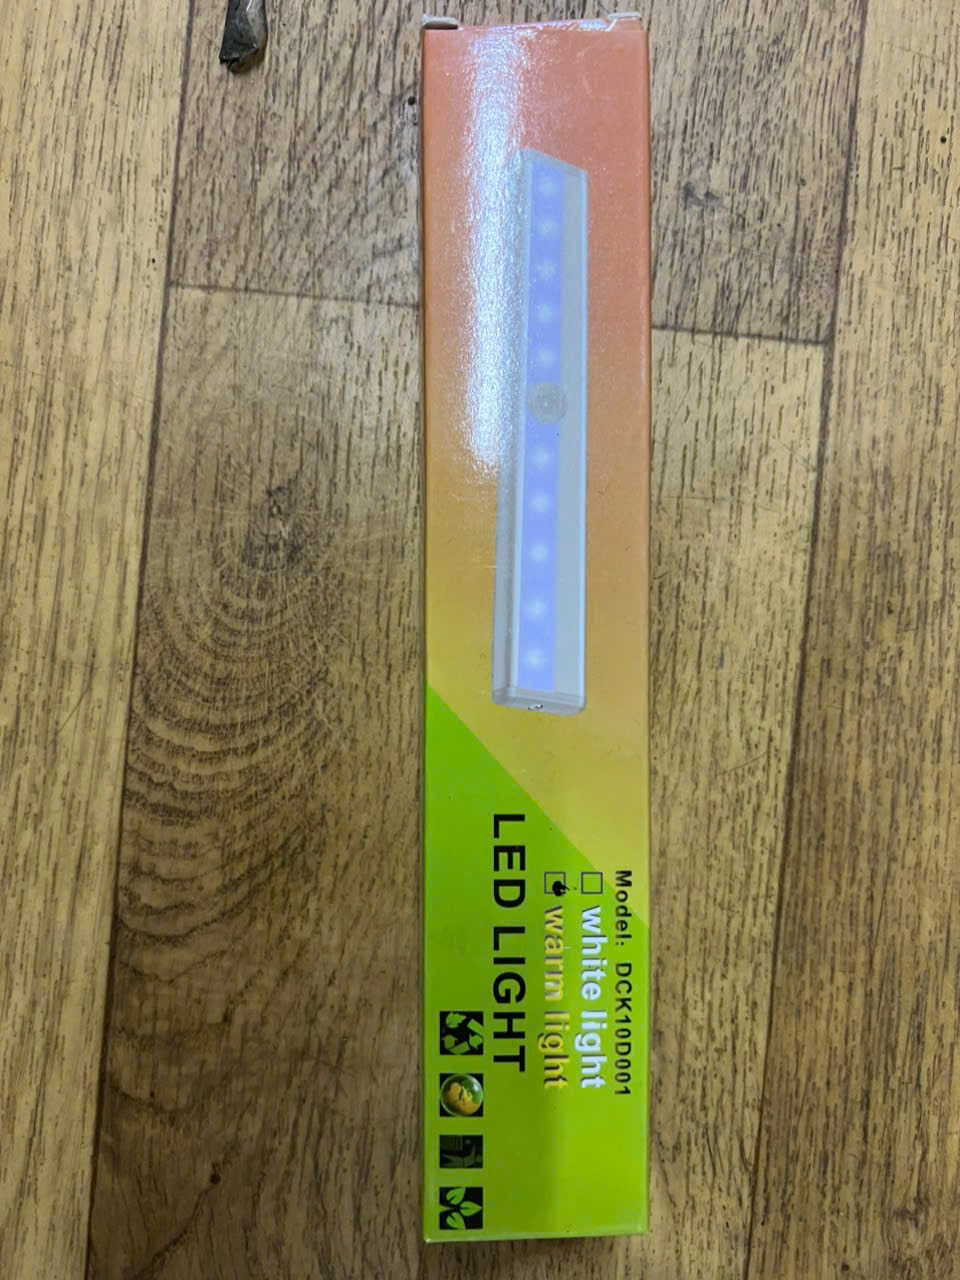 Model: DCK10D001
white light
warm light
LED LIGHT